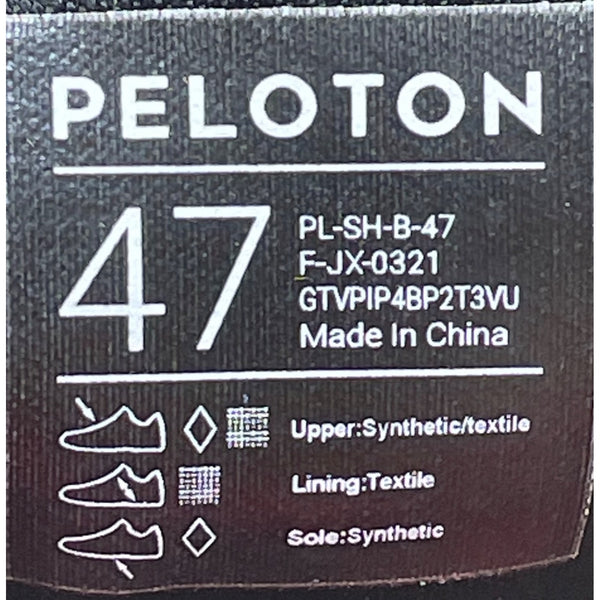 PELOTON
47
PL-SH-B-47
F-JX-0321
GTVPIP4BP2T3VU
Made In China
Upper:Synthetic/textile
Lining:Textile
Sole:Synthetic